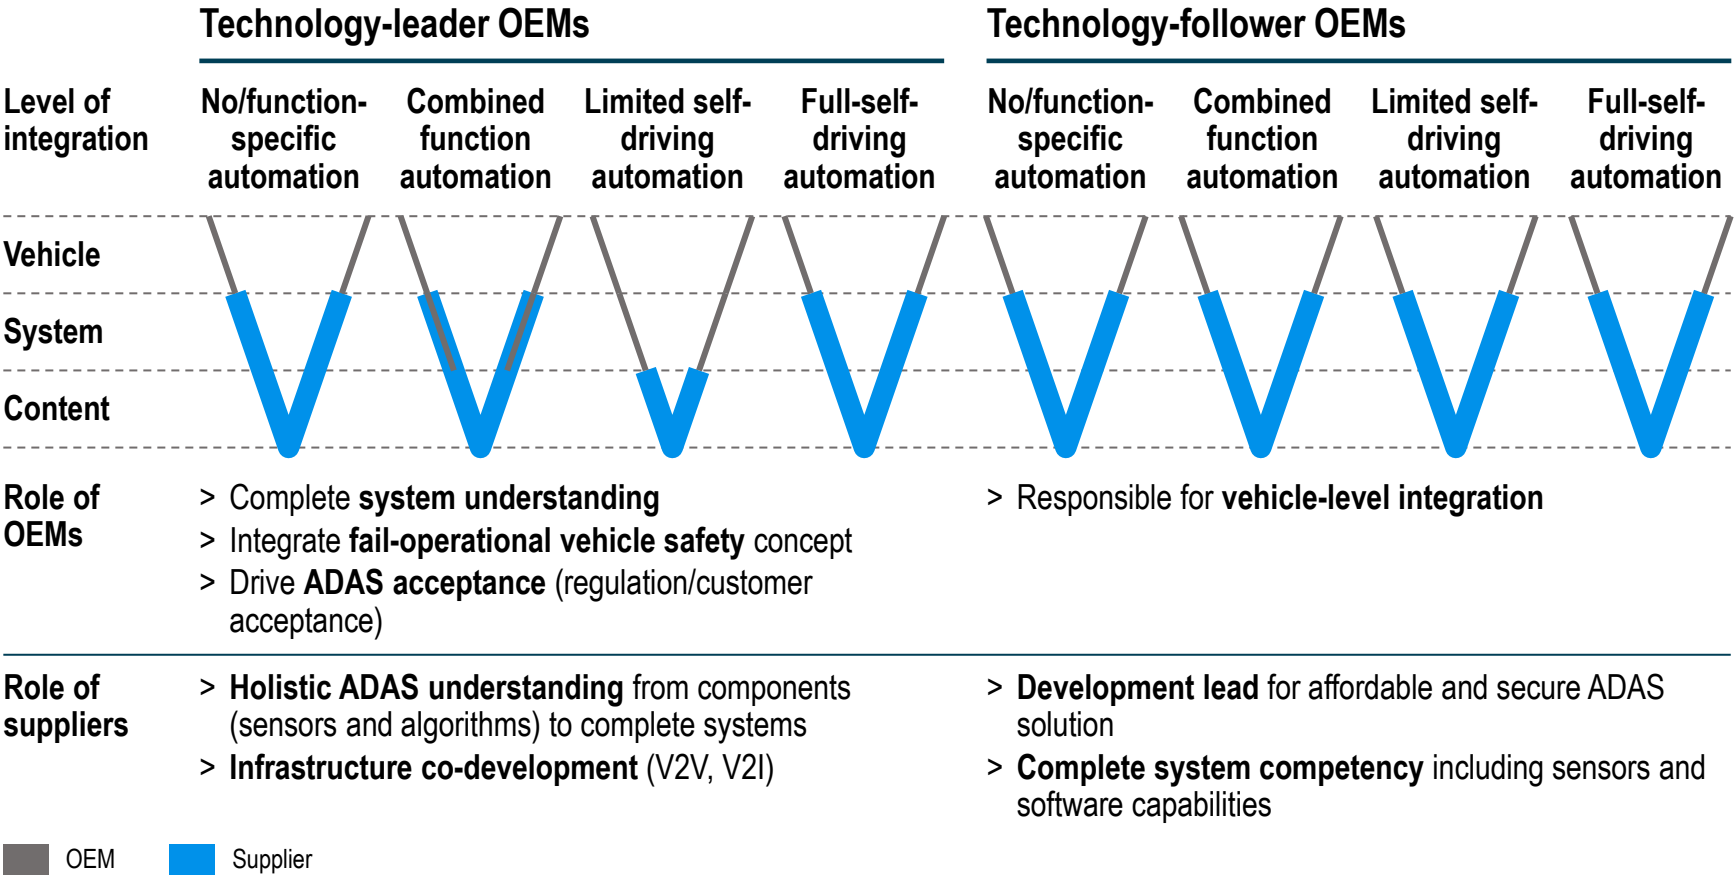 Technology-leader OEMs
Technology-follower OEMs
Level of
integration
No/function-
specific
automation
Combined
function
automation
Limited self-
driving
automation
Full-self-
driving
automation
No/function-
specific
automation
Combined
function
automation
Limited self-
driving
automation
Full-self-
driving
automation
Vehicle
System
Content
Role of
OEMs
> Complete system understanding
> Integrate fail-operational vehicle safety concept
> Drive ADAS acceptance (regulation/customer
acceptance)
> Responsible for vehicle-level integration
Role of
suppliers
> Holistic ADAS understanding from components
(sensors and algorithms) to complete systems
> Infrastructure co-development (V2V, V2I)
> Development lead for affordable and secure ADAS
solution
> Complete system competency including sensors and
software capabilities
OEM
Supplier